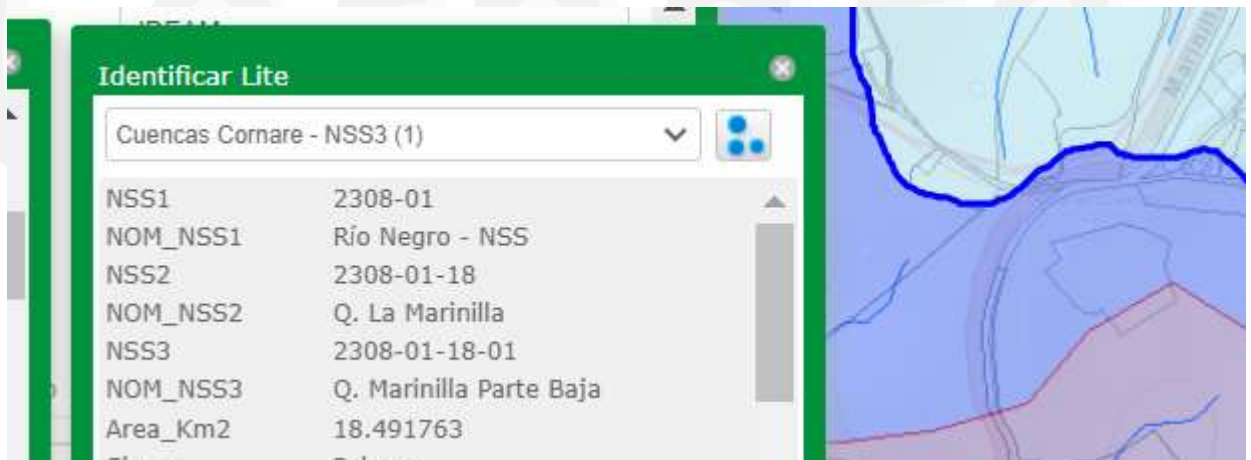 Identificar Lite
Cuencas Cornare - NSS3 (1)
NSS1 2308-01
NOM_NSS1 Río Negro - NSS
NSS2 2308-01-18
NOM_NSS2 Q. La Marinilla
NSS3 2308-01-18-01
NOM_NSS3 Q. Marinilla Parte Baja
Area_Km2 18.491763
Marinilla